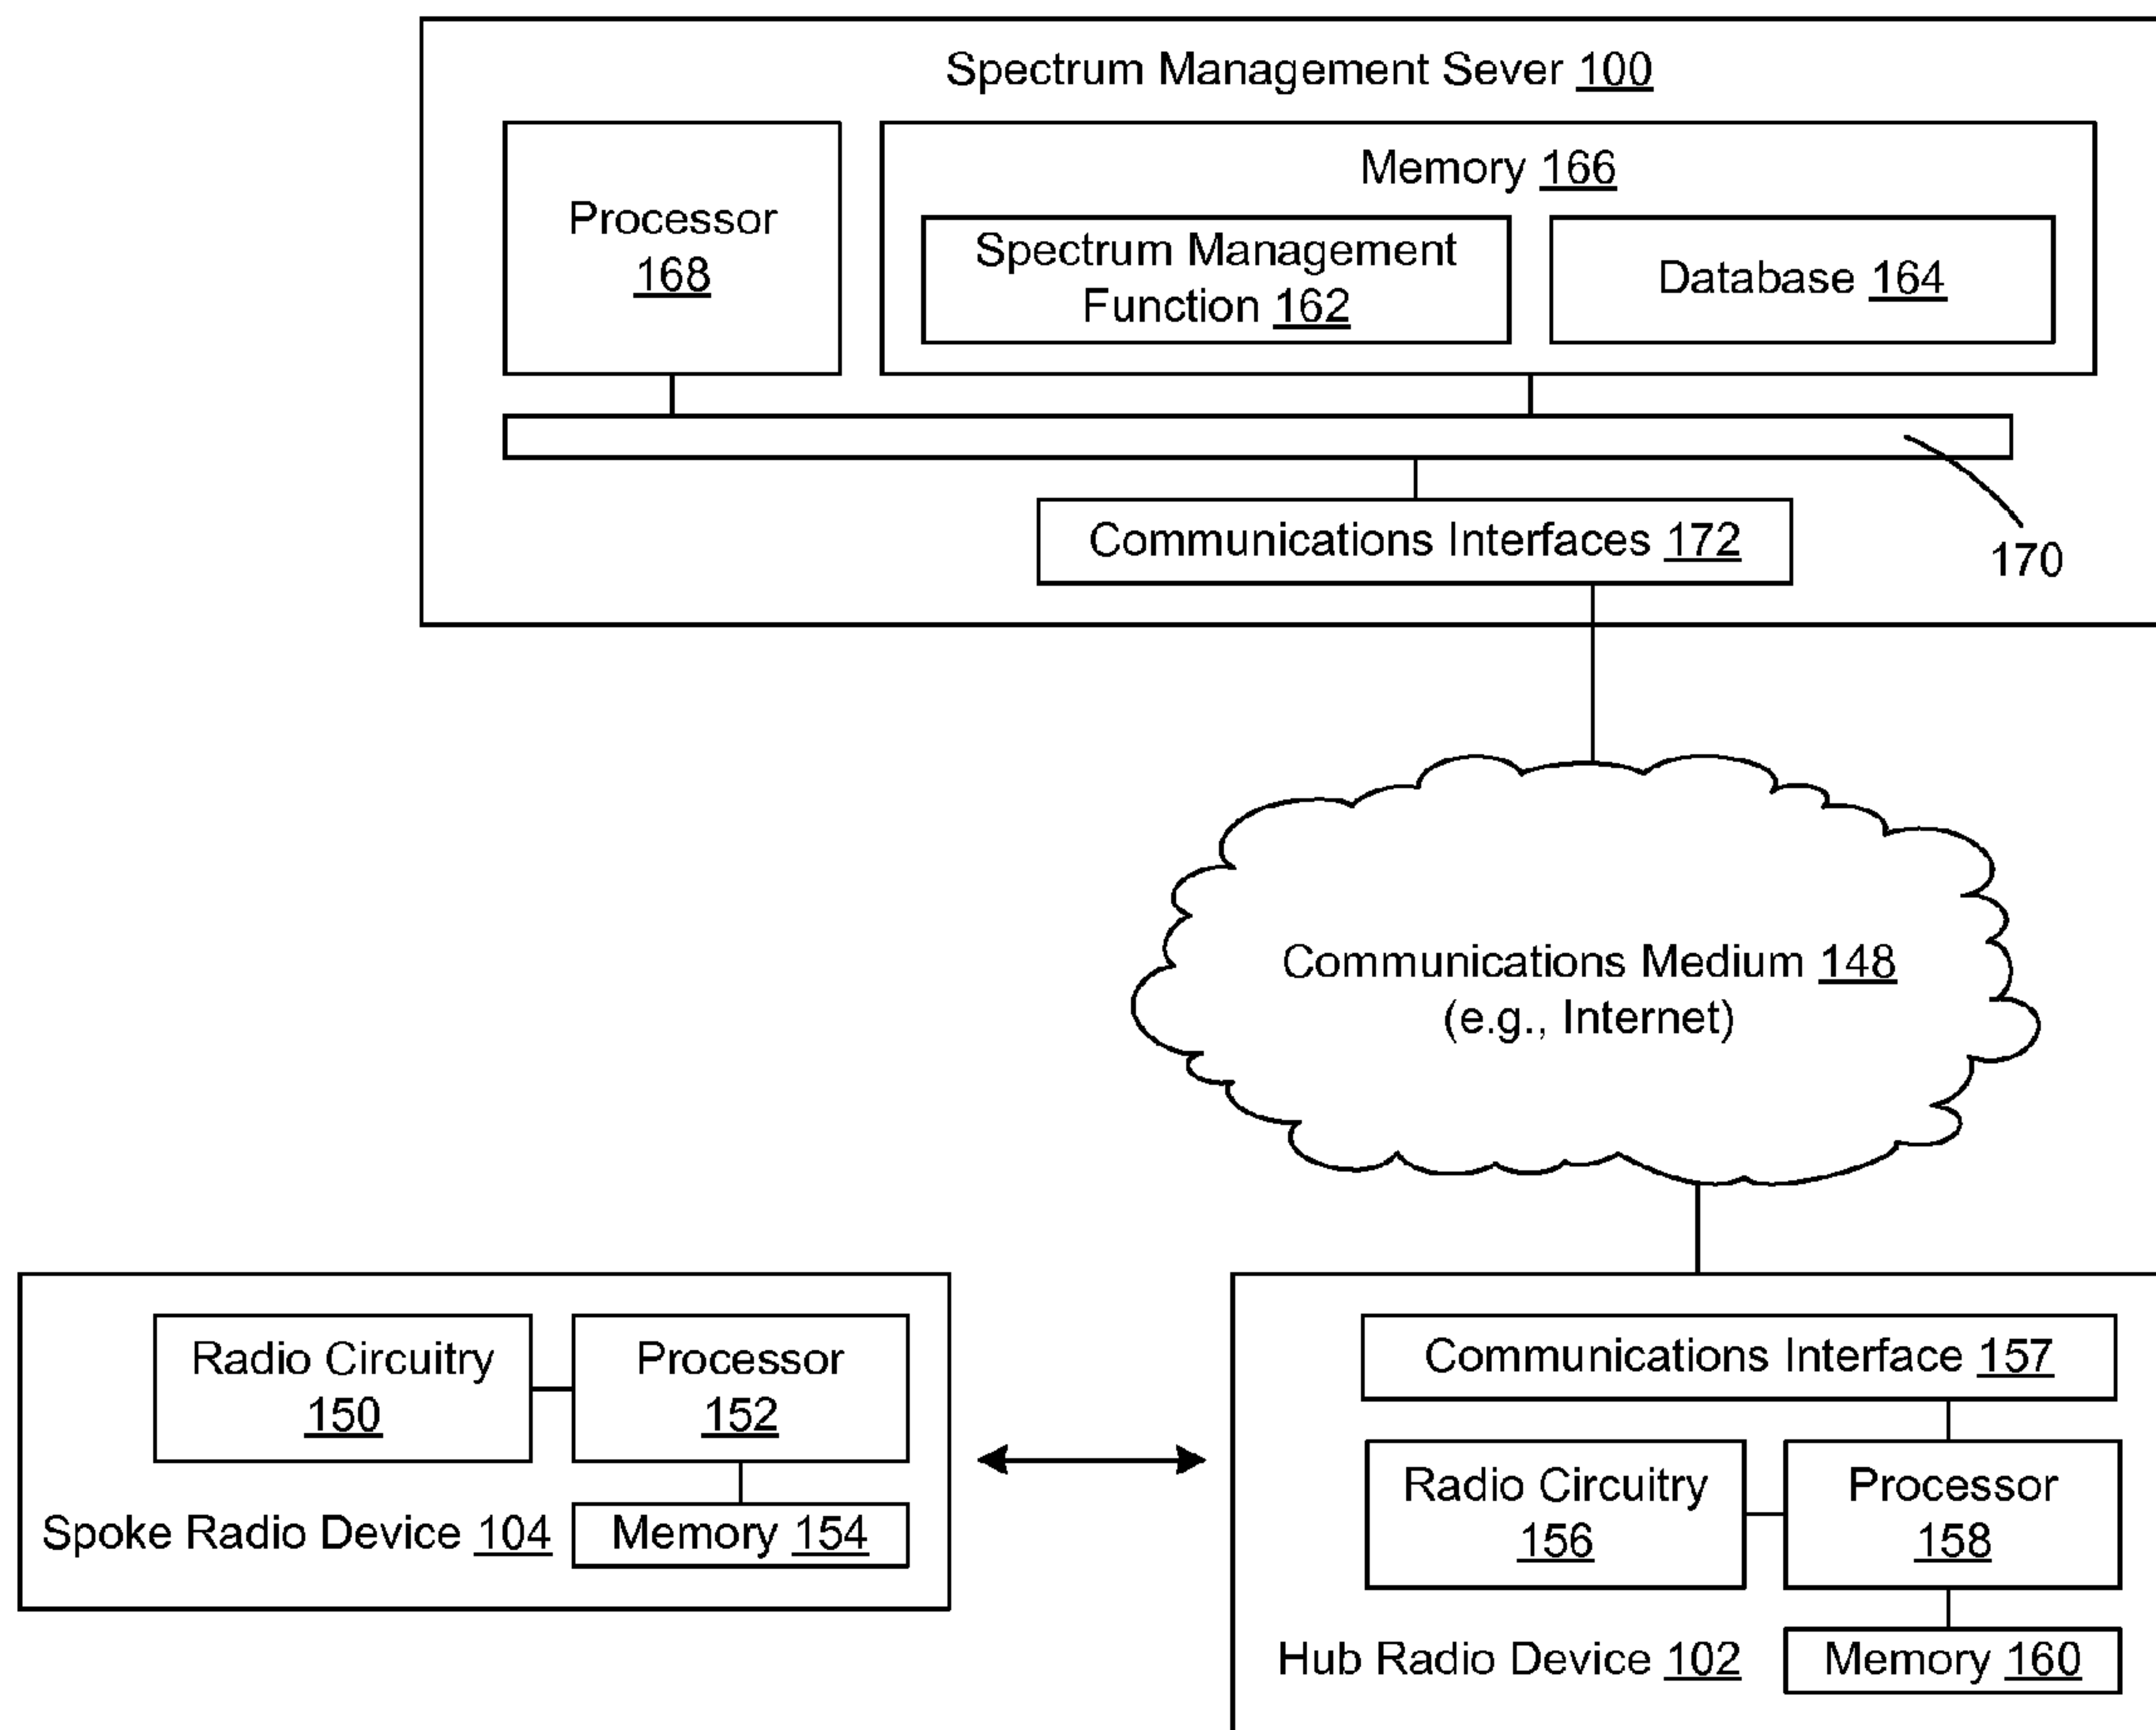 Spectrum Management Sever 100
Processor
168
Memory 166
Spectrum Management
Function 162
Database 164
Communications Interfaces 172
170
Communications Medium 148
(e.g., Internet)
Radio Circuitry
150
Processor
152
Spoke Radio Device 104
Memory 154
Communications Interface 157
Radio Circuitry
156
Processor
158
Hub Radio Device 102
Memory 160